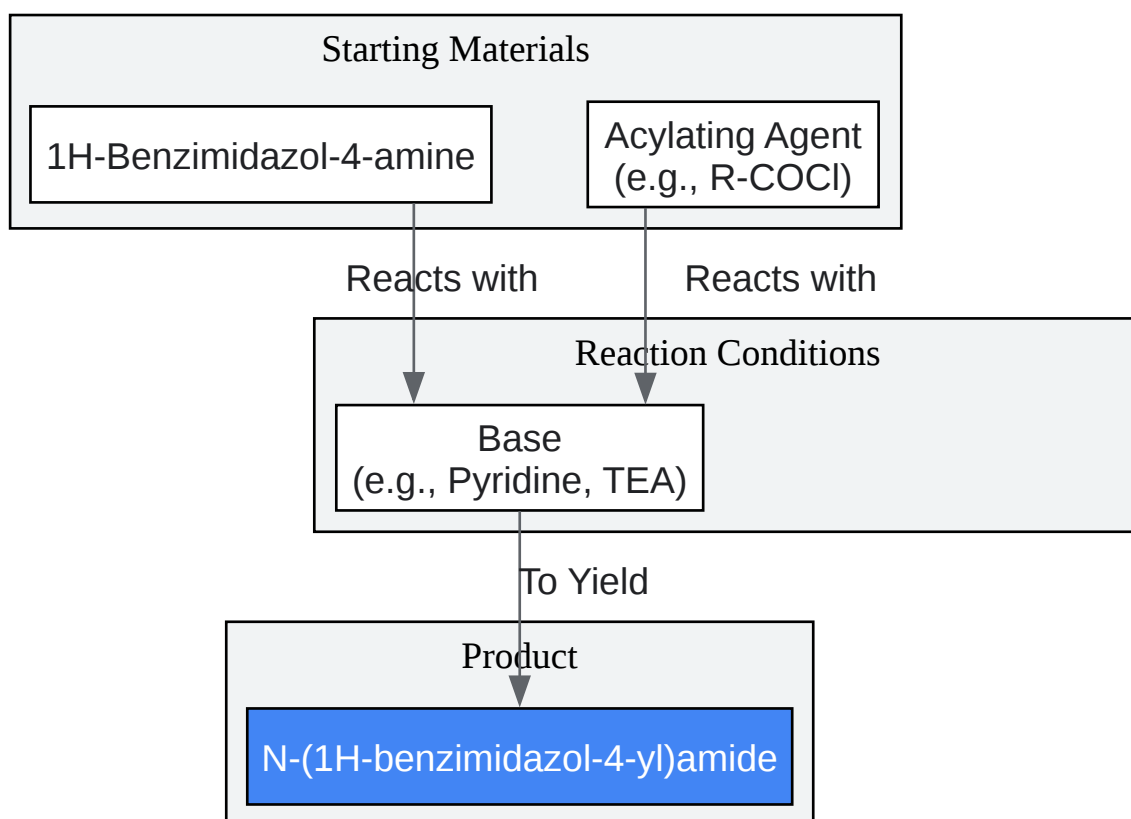 Starting Materials
1H-Benzimidazol-4-amine
Acylating Agent
(e.g., R-COCl)
Reacts with
Reacts with
Reaction Conditions
Base
(e.g., Pyridine, TEA)
To Yield
Product
N-(1H-benzimidazol-4-yl)amide